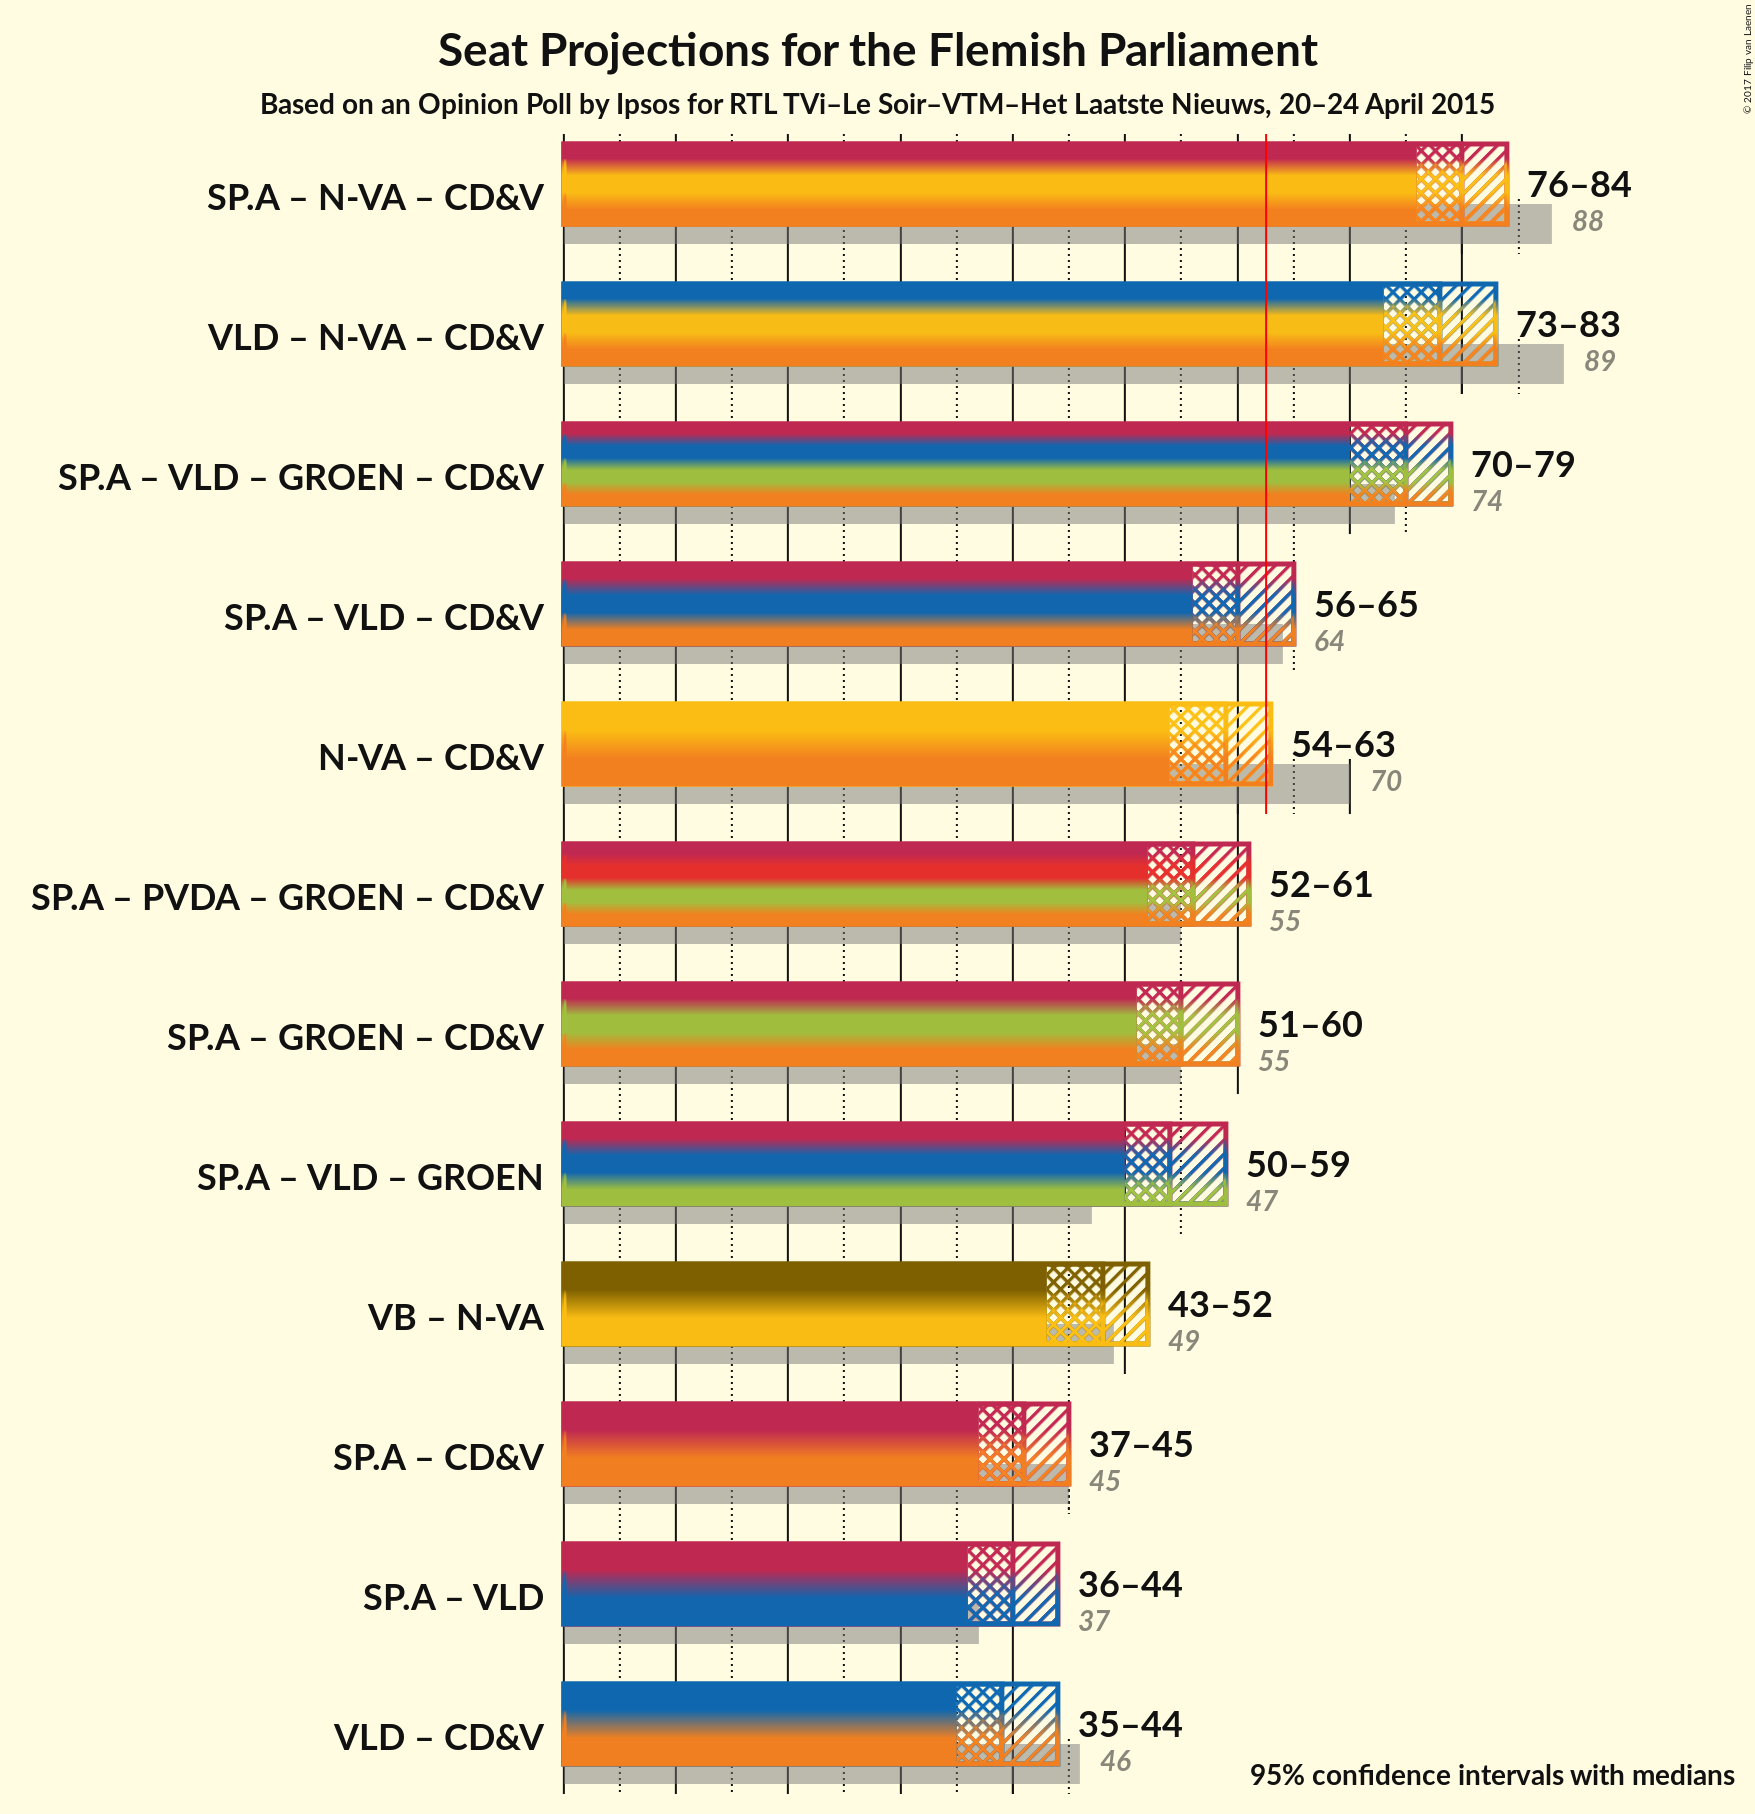 Seat Projections for the Flemish Parliament
Based on an Opinion Poll by Ipsos for RTL TVi–Le Soir–VTM–Het Laatste Nieuws, 20–24 April 2015
© 2017 Filip van Laenen
SP.A – N-VA – CD&V
76–84
88
VLD – N-VA – CD&V
73–83
89
SP.A – VLD – GROEN – CD&V
70–79
74
SP.A – VLD – CD&V
56–65
64
N-VA – CD&V
54–63
70
SP.A – PVDA – GROEN – CD&V
52–61
55
SP.A – GROEN – CD&V
51–60
55
SP.A – VLD – GROEN
50–59
47
VB – N-VA
43–52
49
SP.A – CD&V
37–45
45
SP.A – VLD
36–44
37
VLD – CD&V
35–44
46
95% confidence intervals with medians